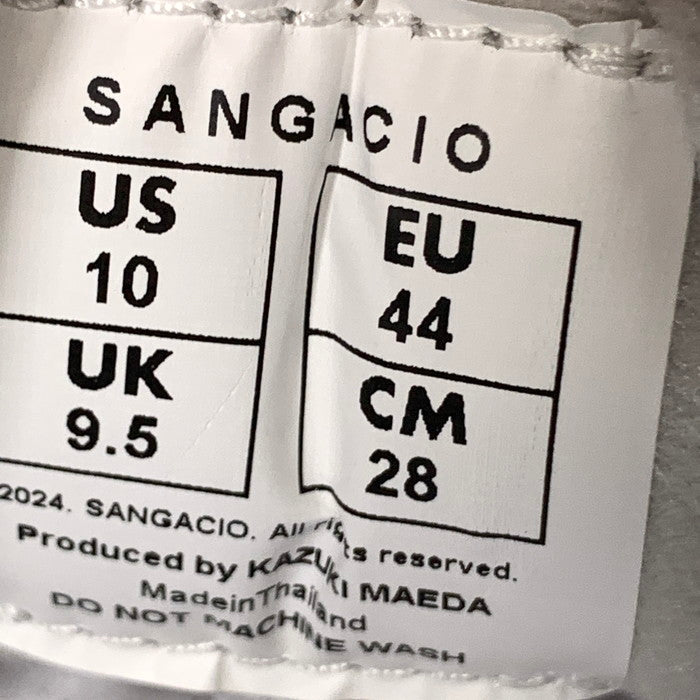 SANGACIO
US
10
EU
44
UK
9.5
CM
28
2024. SANGACIO. All rights reserved.
Produced by KAZUKI MAEDA
MadeinThailand
DO NOT MACHINE WASH